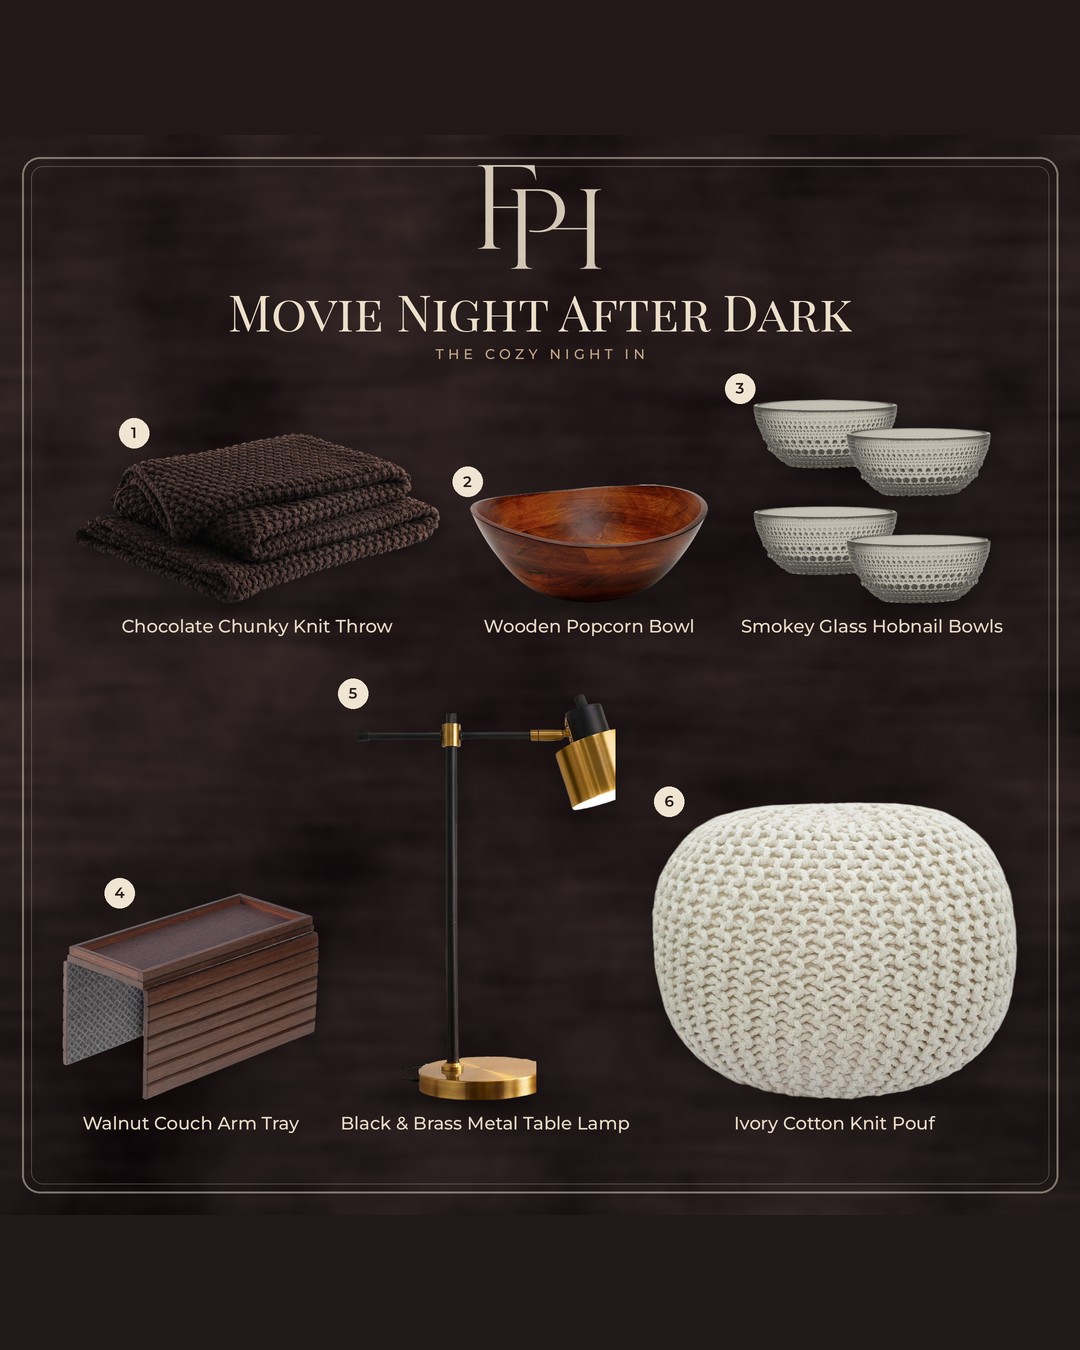 FPH
Movie Night After Dark
THE COZY NIGHT IN
1
2
3
Chocolate Chunky Knit Throw
Wooden Popcorn Bowl
Smokey Glass Hobnail Bowls
4
5
6
Walnut Couch Arm Tray
Black & Brass Metal Table Lamp
Ivory Cotton Knit Pouf